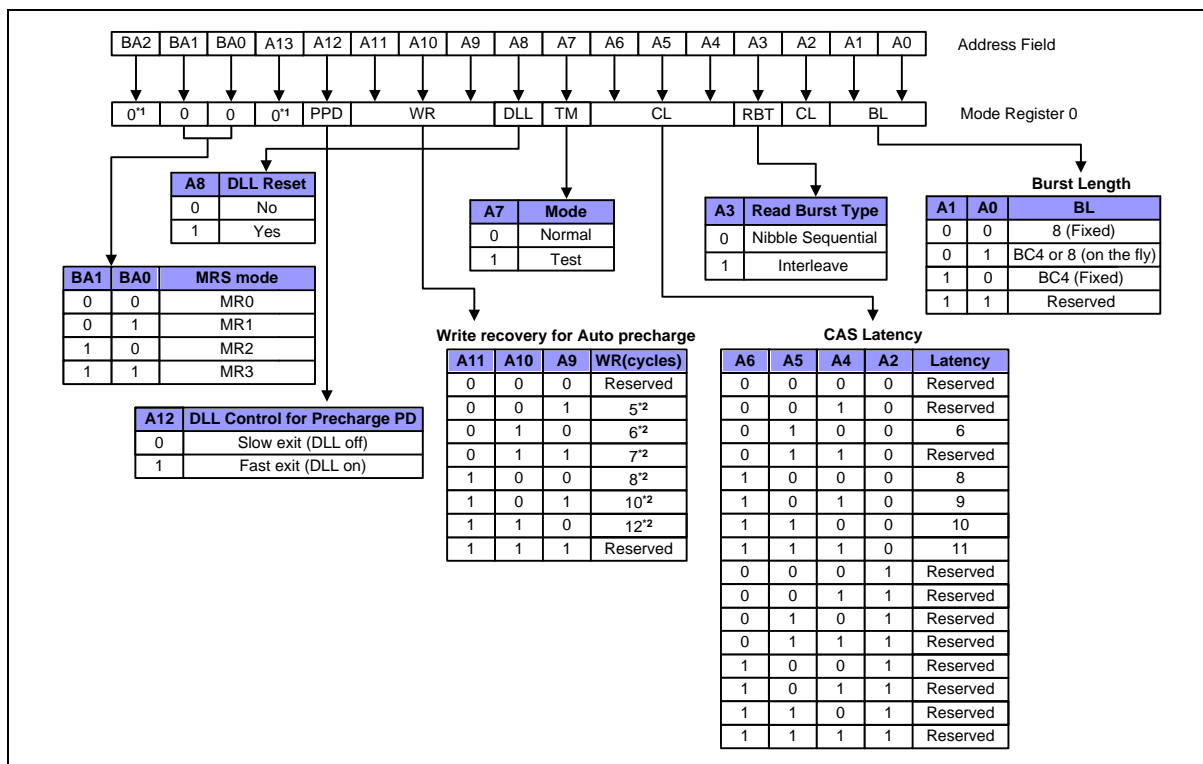 BA2 BA1 BA0 A13 A12 A11 A10 A9 A8 A7 A6 A5 A4 A3 A2 A1 A0 Address Field
0*1 0 0 0*1 PPD WR DLL TM CL RBT CL BL Mode Register 0
A8 DLL Reset
0 No
1 Yes
A7 Mode
0 Normal
1 Test
A3 Read Burst Type
0 Nibble Sequential
1 Interleave
Burst Length
A1 A0 BL
0 0 8 (Fixed)
0 1 BC4 or 8 (on the fly)
1 0 BC4 (Fixed)
1 1 Reserved
BA1 BA0 MRS mode
0 0 MR0
0 1 MR1
1 0 MR2
1 1 MR3
A12 DLL Control for Precharge PD
0 Slow exit (DLL off)
1 Fast exit (DLL on)
Write recovery for Auto precharge
A11 A10 A9 WR(cycles)
0 0 0 Reserved
0 0 1 5*2
0 1 0 6*2
0 1 1 7*2
1 0 0 8*2
1 0 1 10*2
1 1 0 12*2
1 1 1 Reserved
CAS Latency
A6 A5 A4 A2 Latency
0 0 0 0 Reserved
0 0 1 0 Reserved
0 1 0 0 6
0 1 1 0 Reserved
1 0 0 0 8
1 0 1 0 9
1 1 0 0 10
1 1 1 0 11
0 0 0 1 Reserved
0 0 1 1 Reserved
0 1 0 1 Reserved
0 1 1 1 Reserved
1 0 0 1 Reserved
1 0 1 1 Reserved
1 1 0 1 Reserved
1 1 1 1 Reserved